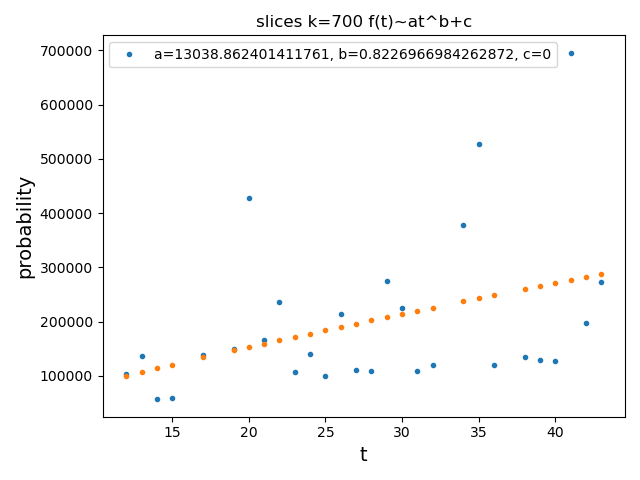 slices k=700 f(t)~at^b+c
a=13038.862401411761, b=0.8226966984262872, c=0
700000
600000
500000
400000
300000
200000
100000
probability
15 20 25 30 35 40
t